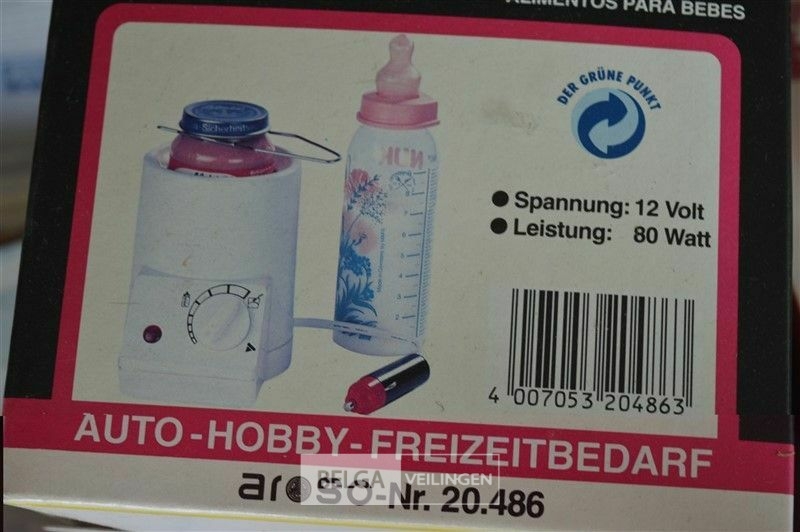 ALIMENTOS PARA BEBES
DER GRÜNE PUNKT
Sicherheits
NUK
Spannung: 12 Volt
Leistung: 80 Watt
4 007053 204863
AUTO-HOBBY-FREIZEITBEDARF
BELGA
VEILINGEN
Nr. 20.486